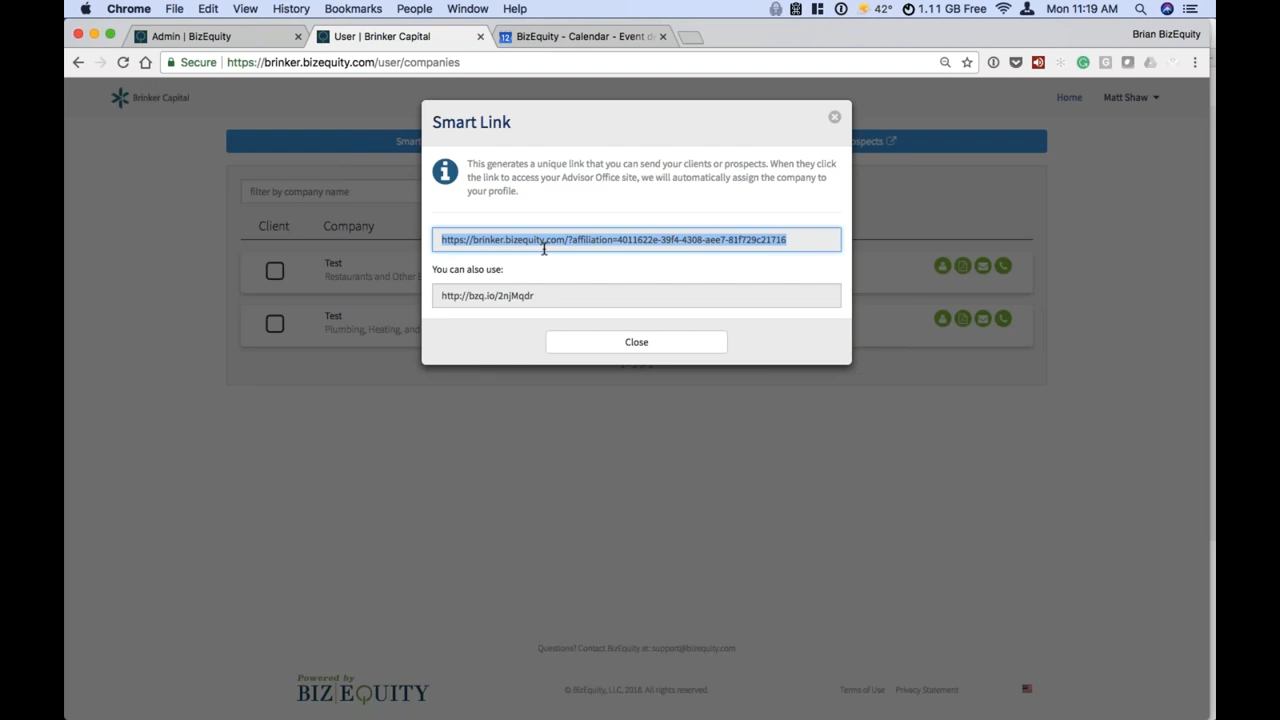 Chrome File Edit View History Bookmarks People Window Help 42° 1.11 GB Free Mon 11:19 AM
Admin | BizEquity User | Brinker Capital 12 BizEquity - Calendar - Event d Brian BizEquity
Secure https://brinker.bizequity.com/user/companies
Brinker Capital Home Matt Shaw
Smart Link
Smart spects
This generates a unique link that you can send your clients or prospects. When they click
the link to access your Advisor Office site, we will automatically assign the company to
your profile.
filter by company name
Client Company
https://brinker.bizequity.com/?affiliation=4011622e-39f4-4308-aee7-81f729c21716
Test
Restaurants and Other
You can also use:
http://bzq.io/2njMqdr
Test
Plumbing, Heating, and
Close
Questions? Contact BizEquity at: support@bizequity.com
Powered by
BIZEQUITY
© BizEquity, LLC, 2018. All rights reserved.
Terms of Use Privacy Statement